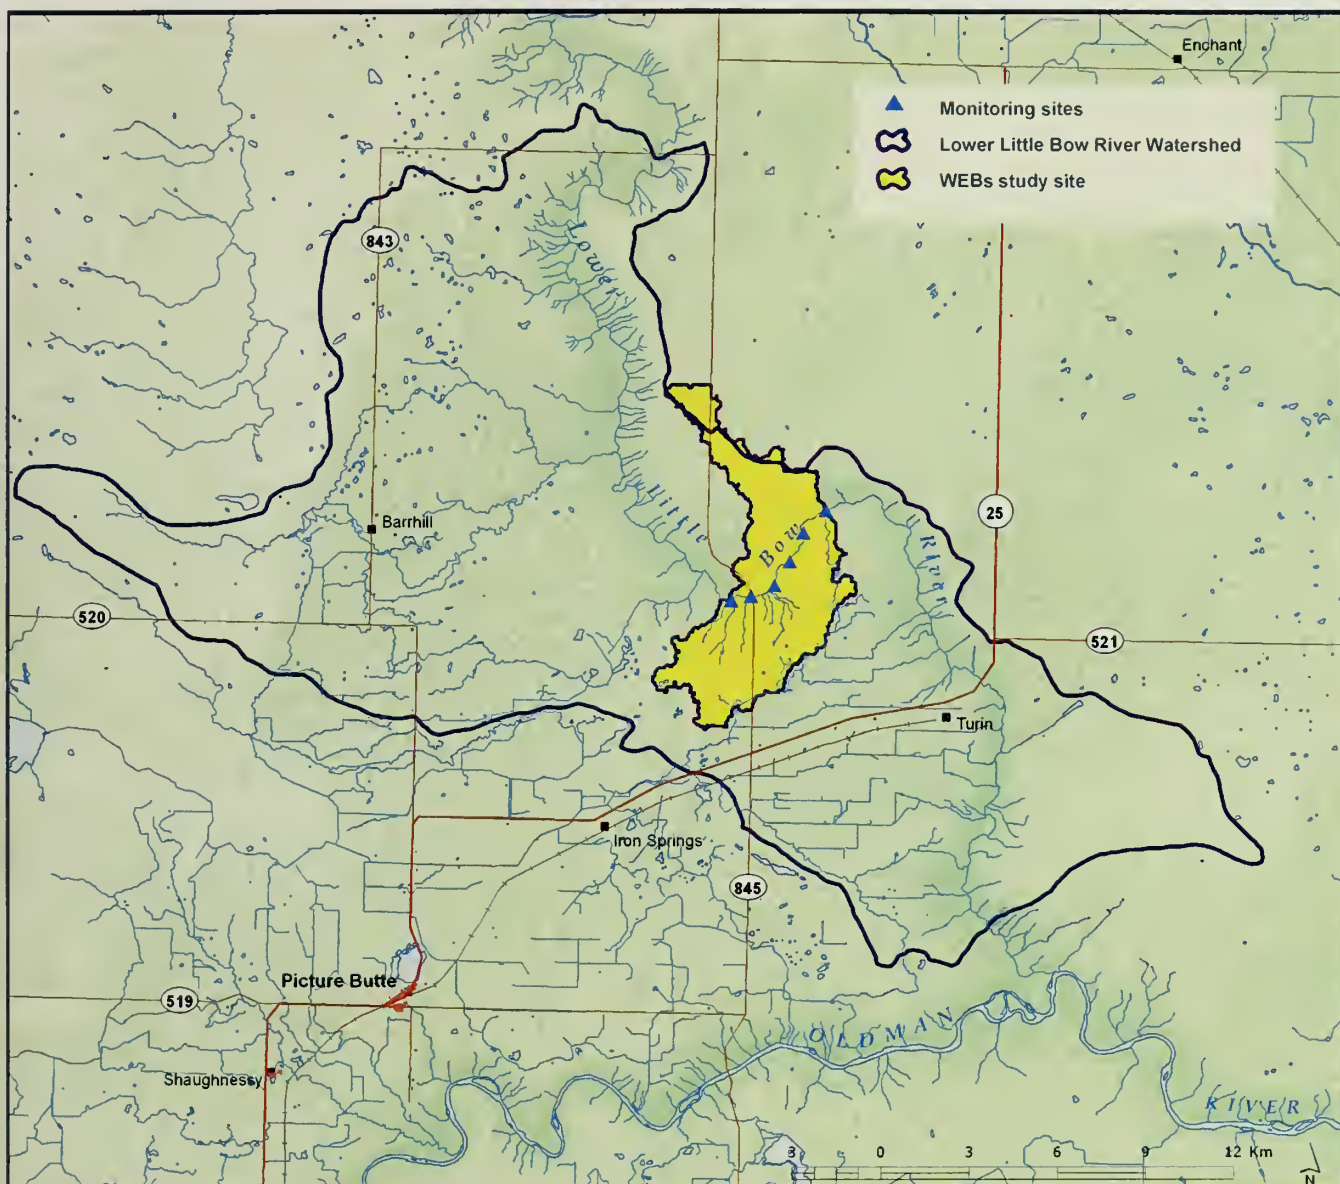 Enchant
Monitoring sites
Lower Little Bow River Watershed
WEBs study site
843
Lower
Little
Bow
River
25
Barrhill
520
521
Turin
Iron Springs
845
Picture Butte
519
Shaughnessy
OLDMAN
RIVER
3 0 3 6 9 12 Km
N